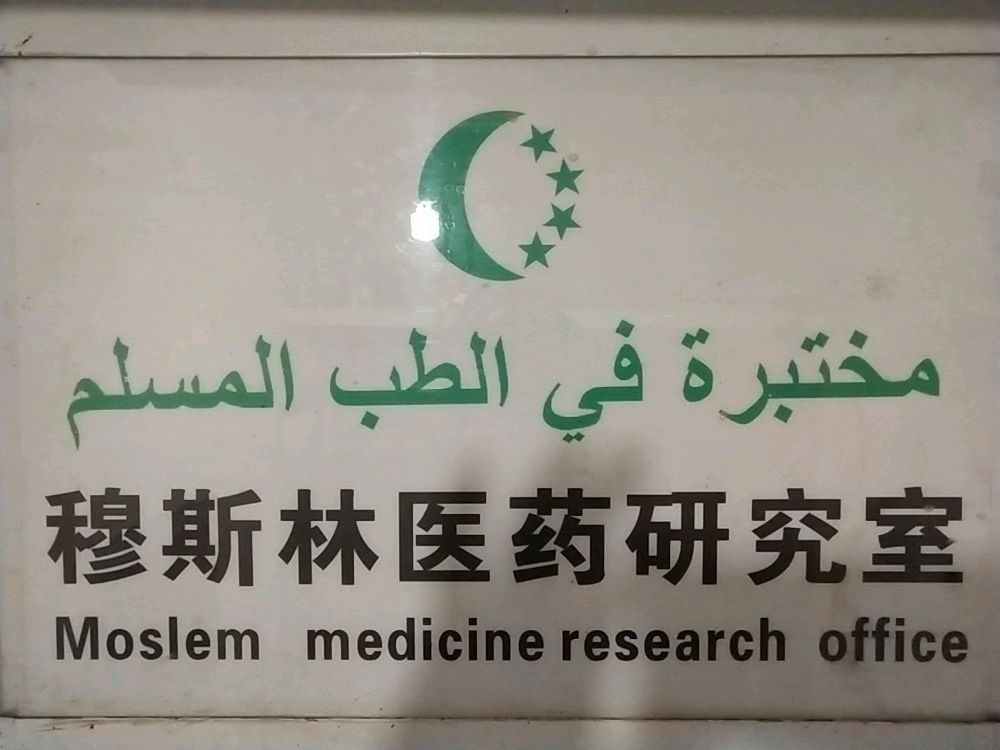 مختبرة في الطب المسلم
穆斯林医药研究室
Moslem medicine research office